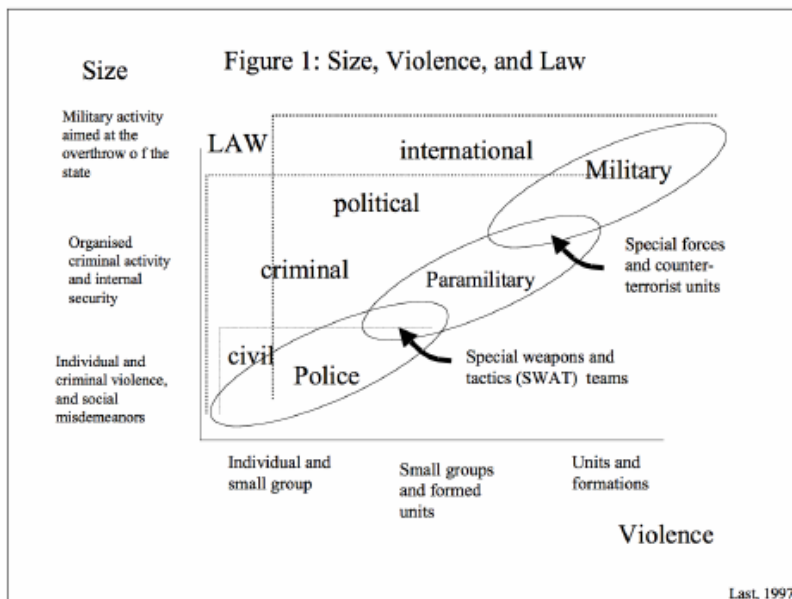 Size
Figure 1: Size, Violence, and Law
Military activity
aimed at the
overthrow o f the
state
LAW
international
Military
political
Organised
criminal activity
and internal
security
criminal
Paramilitary
Special forces
and counter-
terrorist units
Individual and
criminal violence,
and social
misdemeanors
civil
Police
Special weapons and
tactics (SWAT) teams
Individual and
small group
Small groups
and formed
units
Units and
formations
Violence
Last, 1997